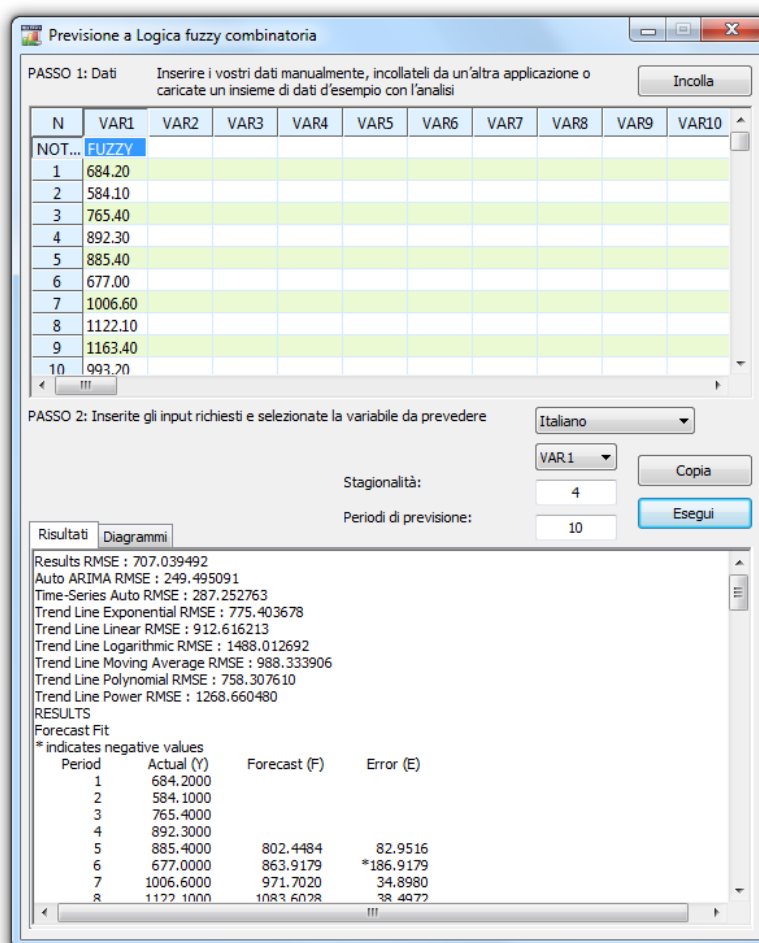 Previsione a Logica fuzzy combinatoria
PASSO 1: Dati
Inserire i vostri dati manualmente, incollateli da un'altra applicazione o
caricate un insieme di dati d'esempio con l'analisi
Incolla
N VAR1 VAR2 VAR3 VAR4 VAR5 VAR6 VAR7 VAR8 VAR9 VAR10
NOT... FUZZY
1 684.20
2 584.10
3 765.40
4 892.30
5 885.40
6 677.00
7 1006.60
8 1122.10
9 1163.40
10 993.20
PASSO 2: Inserite gli input richiesti e selezionate la variabile da prevedere
Italiano
VAR1
Copia
Stagionalità:
4
Esegui
Periodi di previsione:
10
Risultati Diagrammi
Results RMSE : 707.039492
Auto ARIMA RMSE : 249.495091
Time-Series Auto RMSE : 287.252763
Trend Line Exponential RMSE : 775.403678
Trend Line Linear RMSE : 912.616213
Trend Line Logarithmic RMSE : 1488.012692
Trend Line Moving Average RMSE : 988.333906
Trend Line Polynomial RMSE : 758.307610
Trend Line Power RMSE : 1268.660480
RESULTS
Forecast Fit
* indicates negative values
Period Actual (Y) Forecast (F) Error (E)
1 684.2000
2 584.1000
3 765.4000
4 892.3000
5 885.4000 802.4484 82.9516
6 677.0000 863.9179 *186.9179
7 1006.6000 971.7020 34.8980
8 1122.1000 1083.6028 38.4972